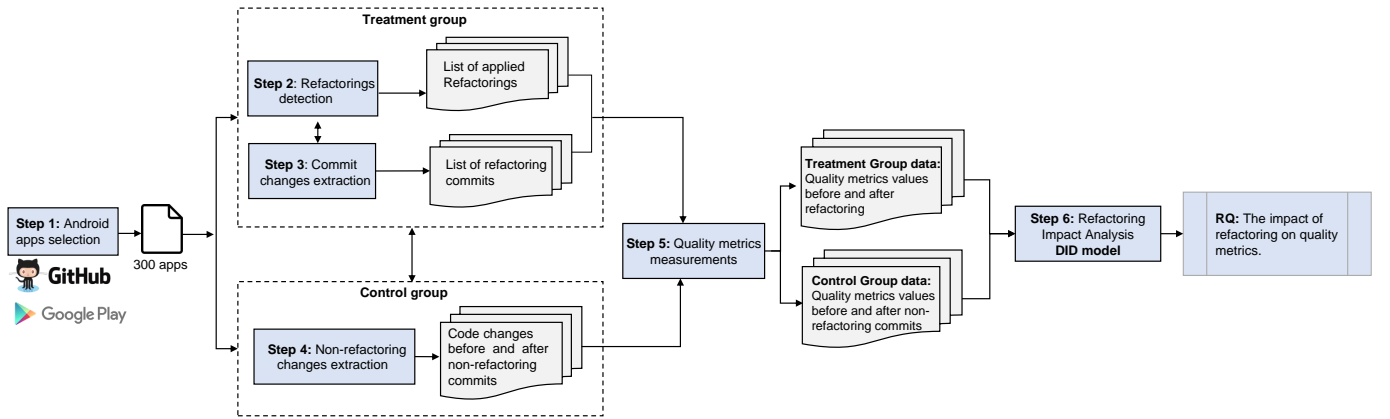 Step 1: Android
apps selection
GitHub
Google Play
300 apps
Treatment group
Step 2: Refactorings
detection
List of applied
Refactorings
Step 3: Commit
changes extraction
List of refactoring
commits
Control group
Step 4: Non-refactoring
changes extraction
Code changes
before and after
non-refactoring
commits
Step 5: Quality metrics
measurements
Treatment Group data:
Quality metrics values
before and after
refactoring
Control Group data:
Quality metrics values
before and after non-
refactoring commits
Step 6: Refactoring
Impact Analysis
DID model
RQ: The impact of
refactoring on quality
metrics.